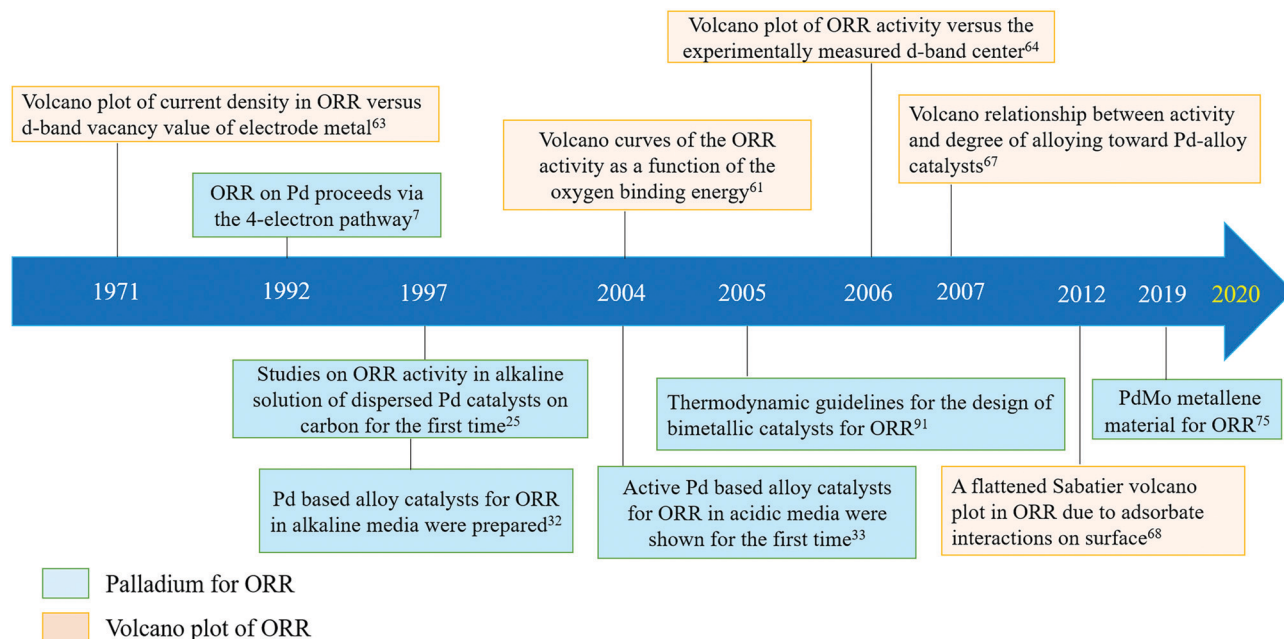 Volcano plot of ORR activity versus the
experimentally measured d-band center64
Volcano plot of current density in ORR versus
d-band vacancy value of electrode metal63
Volcano curves of the ORR
activity as a function of the
oxygen binding energy61
Volcano relationship between activity
and degree of alloying toward Pd-alloy
catalysts67
ORR on Pd proceeds via
the 4-electron pathway7
1971 1992 1997 2004 2005 2006 2007 2012 2019 2020
Studies on ORR activity in alkaline
solution of dispersed Pd catalysts on
carbon for the first time25
Thermodynamic guidelines for the design of
bimetallic catalysts for ORR91
PdMo metallene
material for ORR75
Pd based alloy catalysts for ORR
in alkaline media were prepared32
Active Pd based alloy catalysts
for ORR in acidic media were
shown for the first time33
A flattened Sabatier volcano
plot in ORR due to adsorbate
interactions on surface68
Palladium for ORR
Volcano plot of ORR